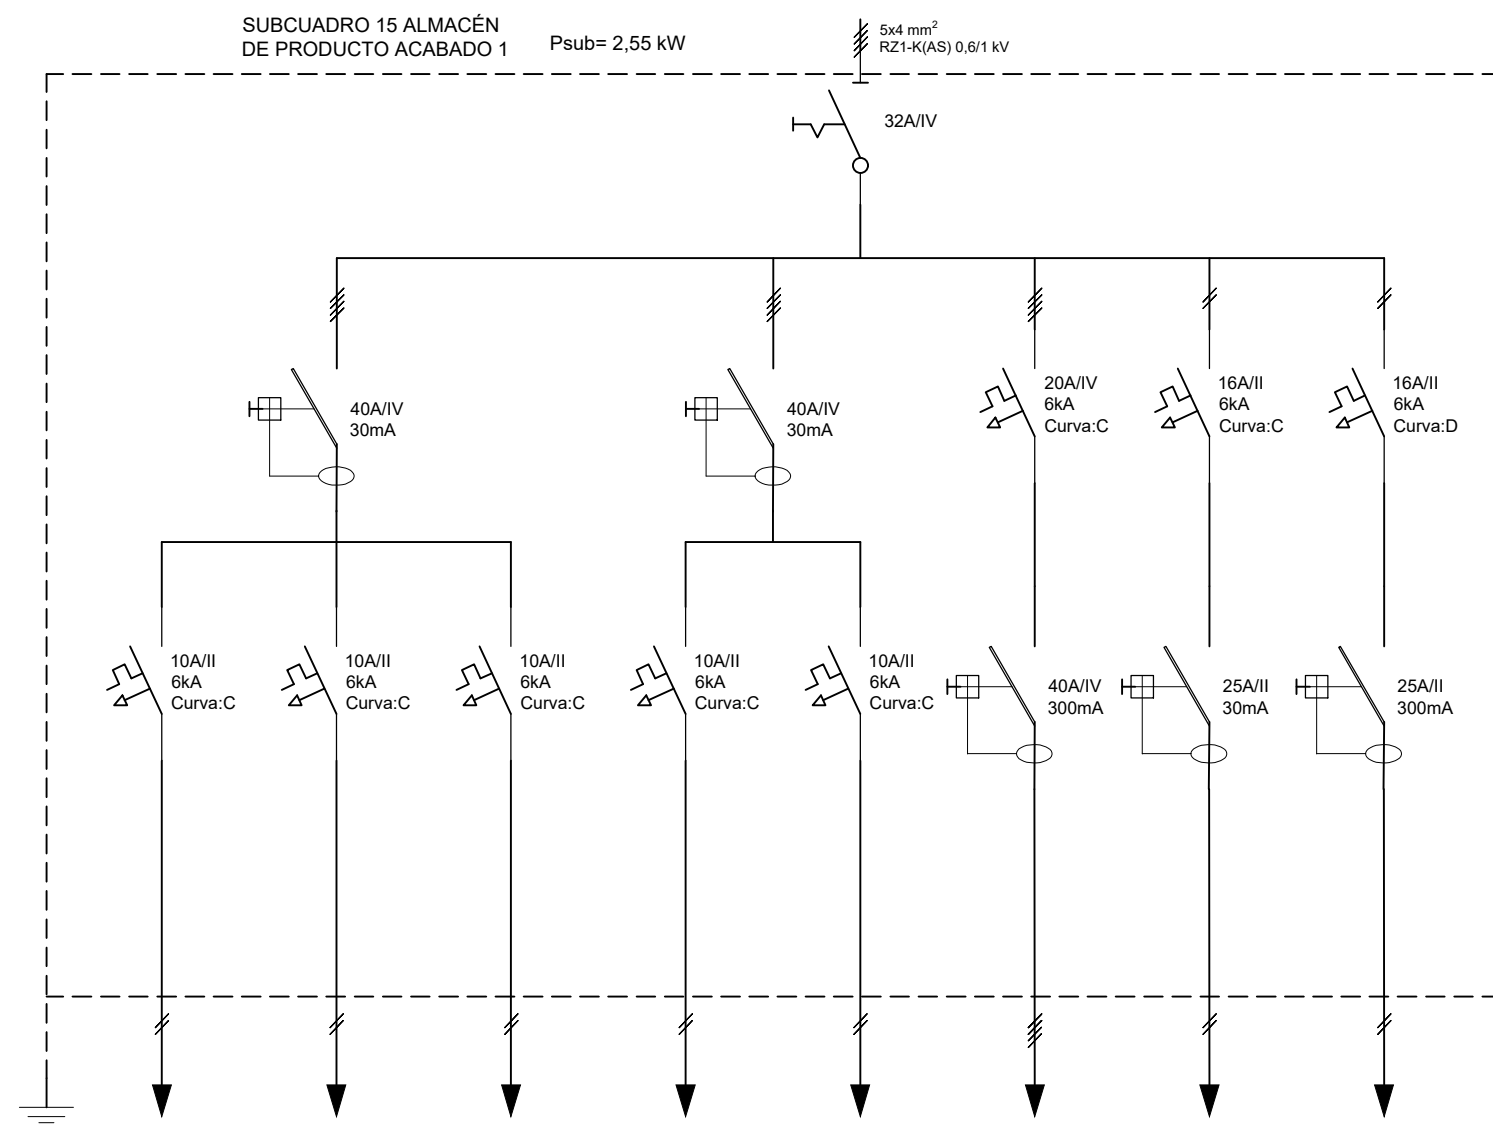 SUBCUADRO 15 ALMACÉN
DE PRODUCTO ACABADO 1
Psub= 2,55 kW
5x4 mm²
RZ1-K(AS) 0,6/1 kV
32A/IV
40A/IV
30mA
40A/IV
30mA
20A/IV
6kA
Curva:C
16A/II
6kA
Curva:C
16A/II
6kA
Curva:D
10A/II
6kA
Curva:C
10A/II
6kA
Curva:C
10A/II
6kA
Curva:C
10A/II
6kA
Curva:C
10A/II
6kA
Curva:C
40A/IV
300mA
25A/II
30mA
25A/II
300mA